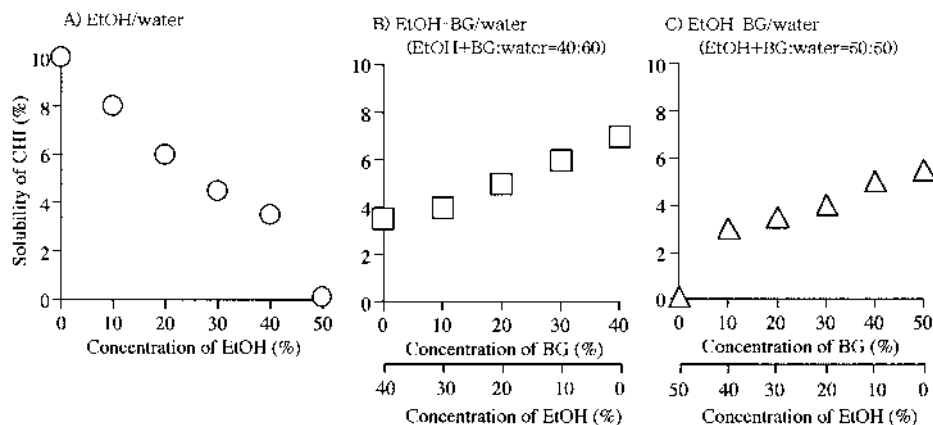 A) EtOH/water
B) EtOH-BG/water
(EtOH+BG:water=40:60)
C) EtOH BG/water
(EtOH+BG:water=50:50)
Solubility of CHI (%)
10
8
6
4
2
0
0 10 20 30 40 50
Concentration of EtOH (%)
10
8
6
4
2
0
0 10 20 30 40
Concentration of BG (%)
40 30 20 10 0
Concentration of EtOH (%)
10
8
6
4
2
0
0 10 20 30 40 50
Concentration of BG (%)
50 40 30 20 10 0
Concentration of EtOH (%)